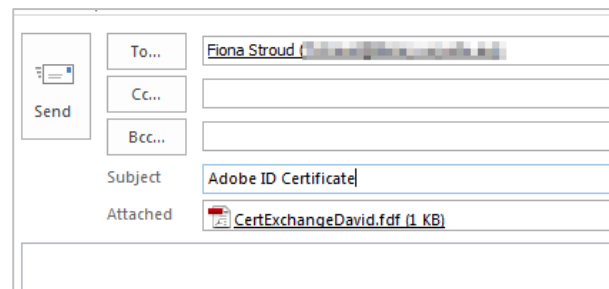 To...
Fiona Stroud (
Cc...
Send
Bcc...
Subject
Adobe ID Certificate
Attached
CertExchangeDavid.fdf (1 KB)